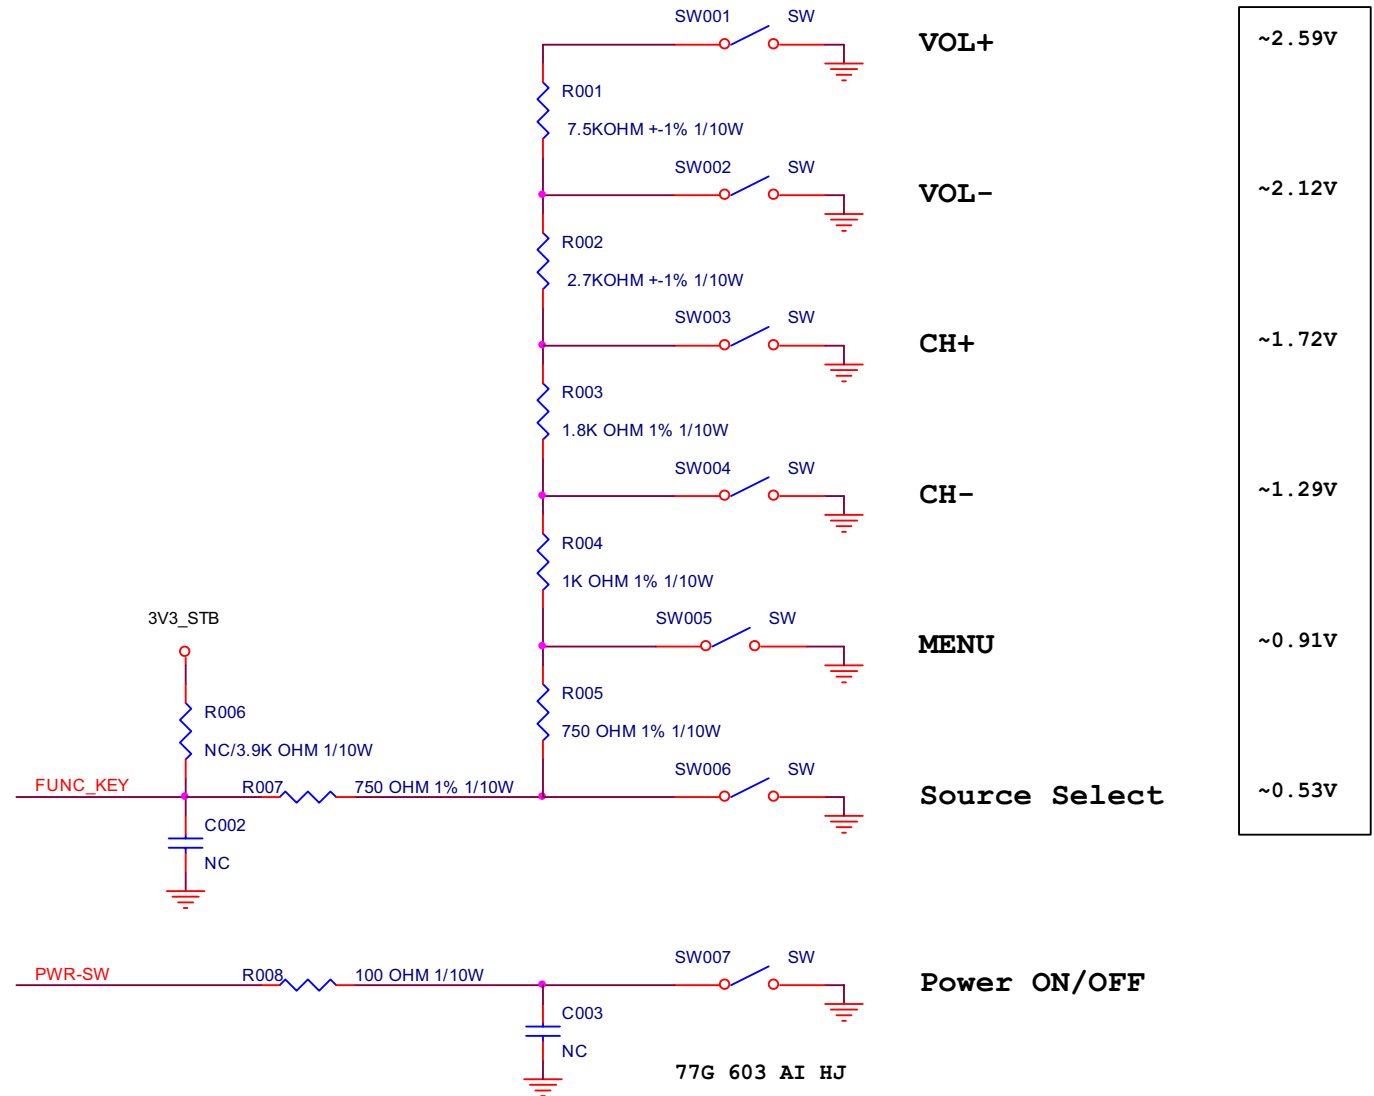 SW001 SW
VOL+ ~2.59V
R001
7.5KOHM +-1% 1/10W
SW002 SW
VOL- ~2.12V
R002
2.7KOHM +-1% 1/10W
SW003 SW
CH+ ~1.72V
R003
1.8K OHM 1% 1/10W
SW004 SW
CH- ~1.29V
R004
1K OHM 1% 1/10W
3V3_STB
SW005 SW
MENU ~0.91V
R005
750 OHM 1% 1/10W
R006
NC/3.9K OHM 1/10W
SW006 SW
FUNC_KEY R007 750 OHM 1% 1/10W
Source Select ~0.53V
C002
NC
SW007 SW
PWR-SW R008 100 OHM 1/10W
Power ON/OFF
C003
NC
77G 603 AI HJ